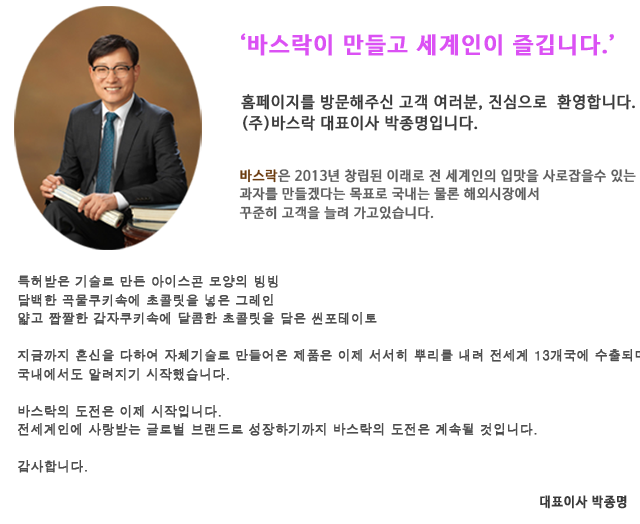 ‘바스락이 만들고 세계인이 즐깁니다.’
홈페이지를 방문해주신 고객 여러분, 진심으로 환영합니다.
(주)바스락 대표이사 박종명입니다.
바스락은 2013년 창립된 이래로 전 세계인의 입맛을 사로잡을수 있는
과자를 만들겠다는 목표로 국내는 물론 해외시장에서
꾸준히 고객을 늘려 가고있습니다.
특허받은 기술로 만든 아이스콘 모양의 빙빙
담백한 곡물쿠키속에 초콜릿을 넣은 그레인
얇고 짭짤한 감자쿠키속에 달콤한 초콜릿을 담은 씬포테이토
지금까지 혼신을 다하여 자체기술로 만들어온 제품은 이제 서서히 뿌리를 내려 전세계 13개국에 수출되
국내에서도 알려지기 시작했습니다.
바스락의 도전은 이제 시작입니다.
전세계인에 사랑받는 글로벌 브랜드로 성장하기까지 바스락의 도전은 계속될 것입니다.
감사합니다.
대표이사 박종명